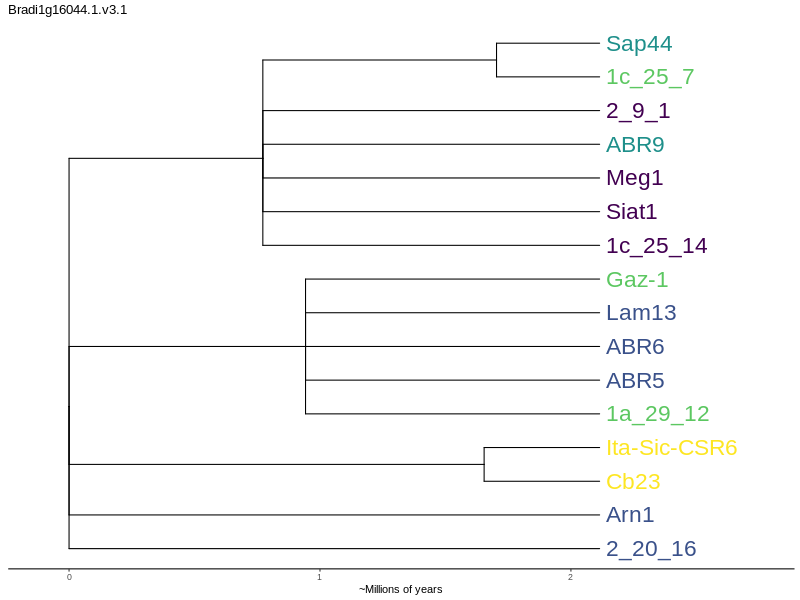 Bradi1g16044.1.v3.1
Sap44
1c_25_7
2_9_1
ABR9
Meg1
Siat1
1c_25_14
Gaz-1
Lam13
ABR6
ABR5
1a_29_12
Ita-Sic-CSR6
Cb23
Arn1
2_20_16
0 1 2
~Millions of years